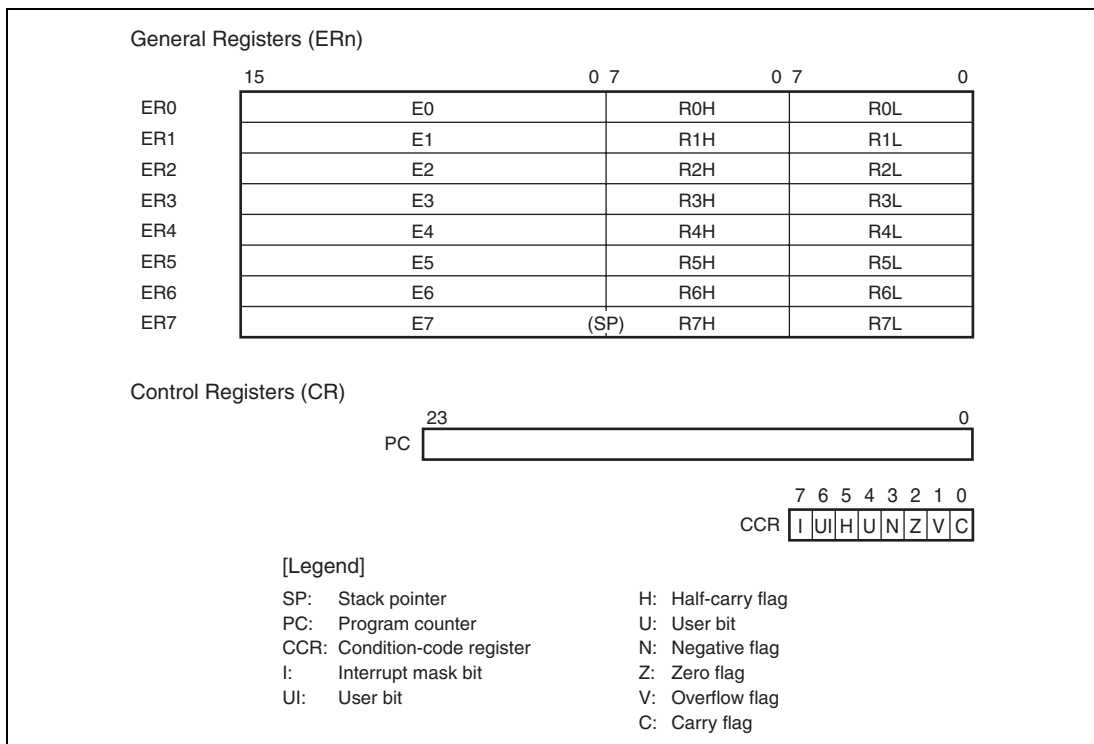 General Registers (ERn)
15 0 7 0 7 0
ER0 E0 R0H R0L
ER1 E1 R1H R1L
ER2 E2 R2H R2L
ER3 E3 R3H R3L
ER4 E4 R4H R4L
ER5 E5 R5H R5L
ER6 E6 R6H R6L
ER7 E7 (SP) R7H R7L
Control Registers (CR)
23 0
PC
7 6 5 4 3 2 1 0
CCR I UI H U N Z V C
[Legend]
SP: Stack pointer
PC: Program counter
CCR: Condition-code register
I: Interrupt mask bit
UI: User bit
H: Half-carry flag
U: User bit
N: Negative flag
Z: Zero flag
V: Overflow flag
C: Carry flag